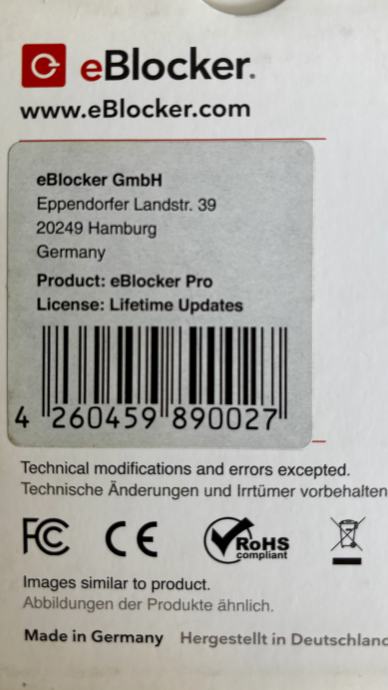 eBlocker.
www.eBlocker.com
eBlocker GmbH
Eppendorfer Landstr. 39
20249 Hamburg
Germany
Product: eBlocker Pro
License: Lifetime Updates
4 260459 890027
Technical modifications and errors excepted.
Technische Änderungen und Irrtümer vorbehalten
FC CE RoHS
compliant
Images similar to product.
Abbildungen der Produkte ähnlich.
Made in Germany Hergestellt in Deutschland